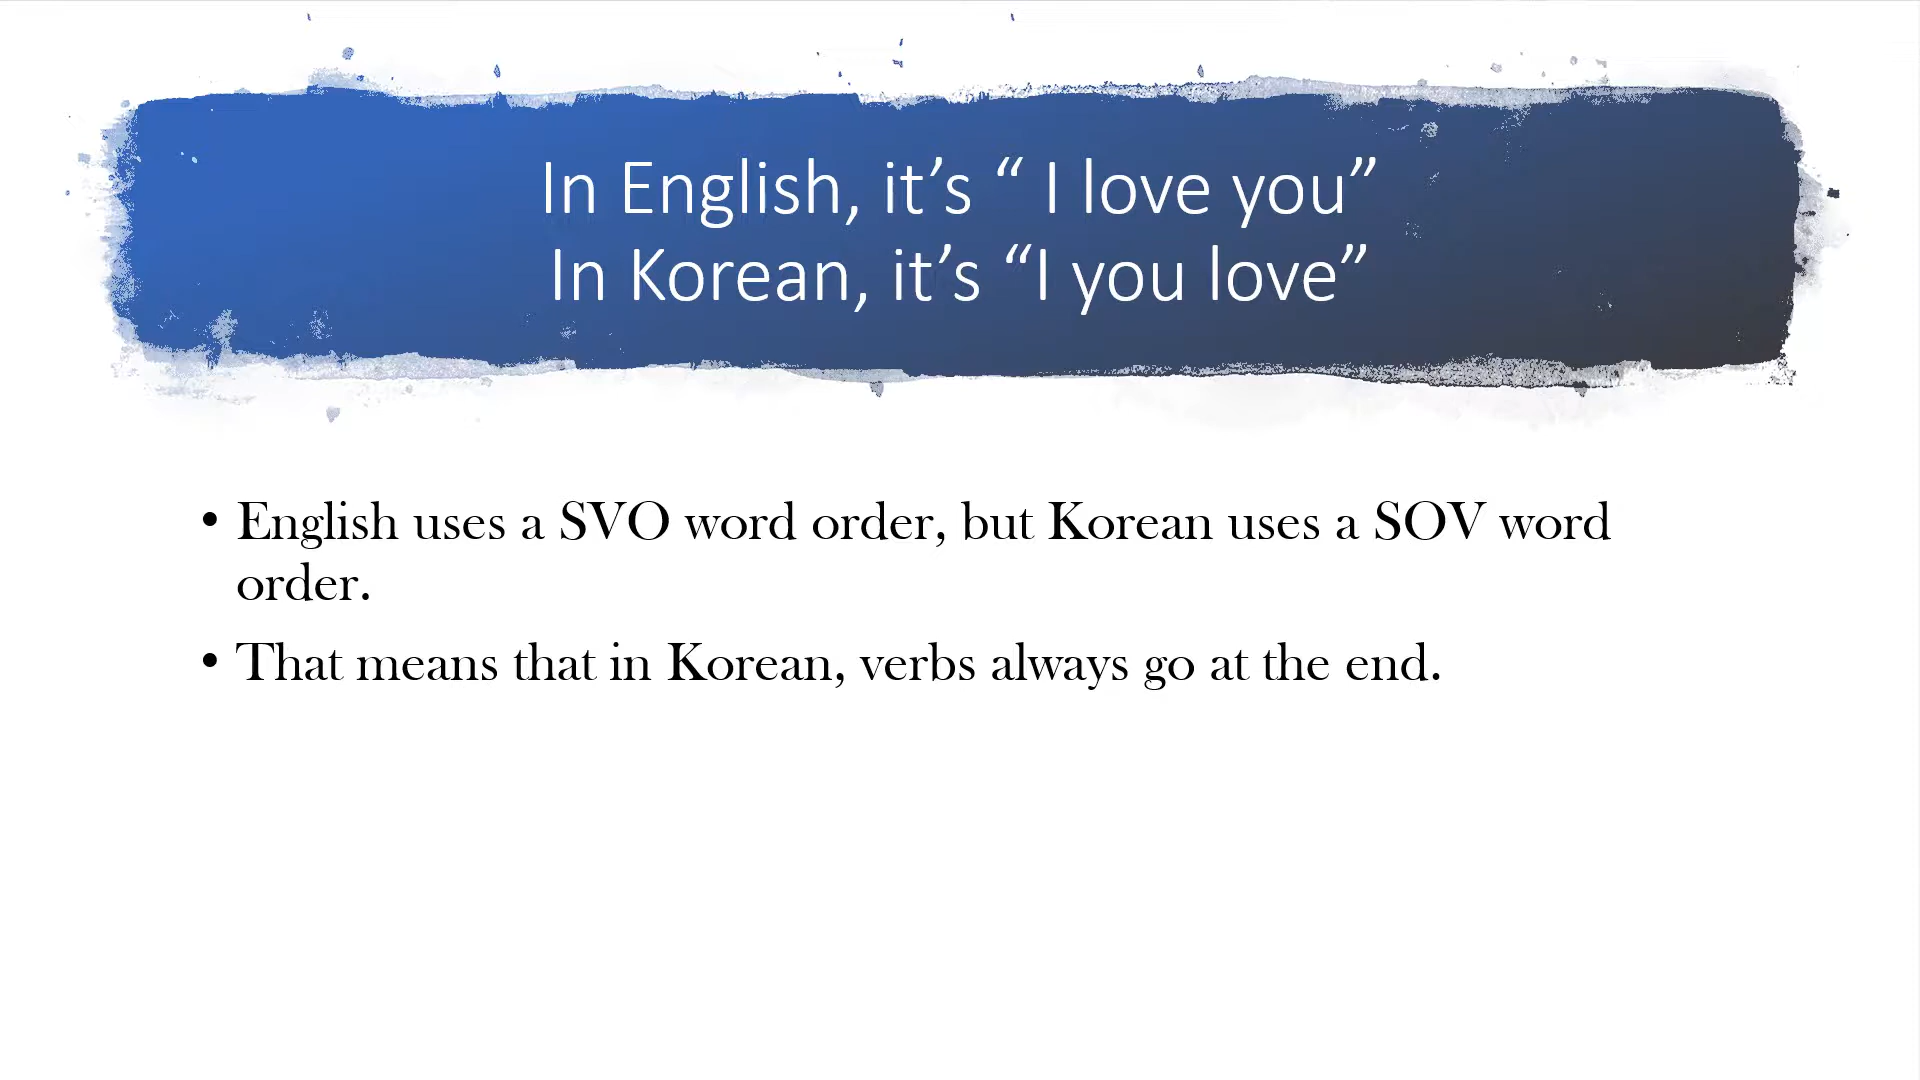 In English, it’s “ I love you”
In Korean, it’s “I you love”
• English uses a SVO word order, but Korean uses a SOV word
order.
• That means that in Korean, verbs always go at the end.